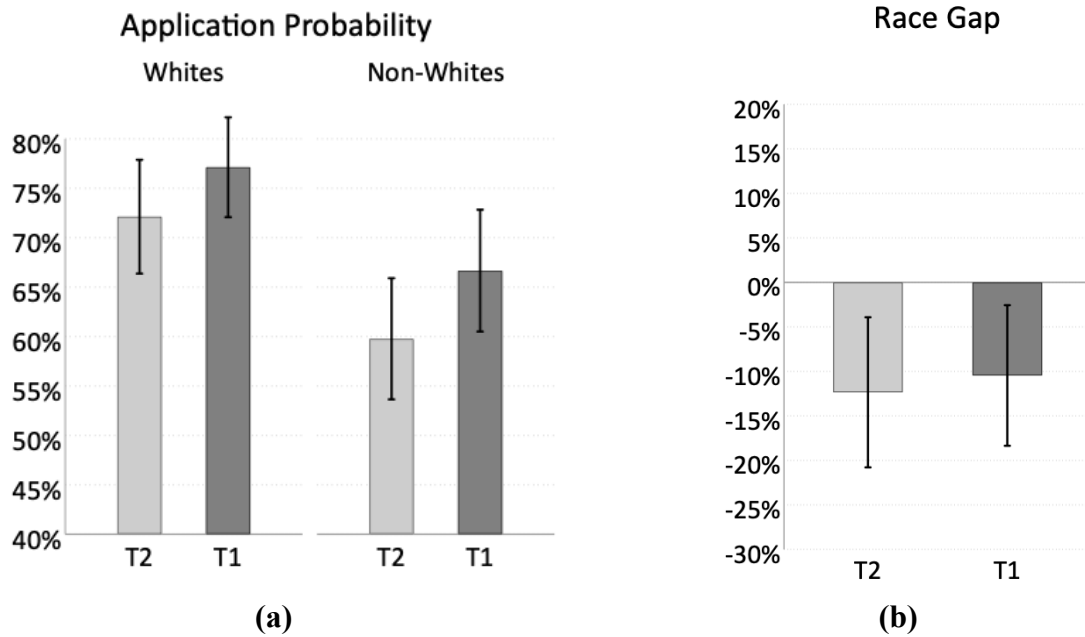 Application Probability
Whites Non-Whites
80%
75%
70%
65%
60%
55%
50%
45%
40%
T2 T1 T2 T1
(a)
Race Gap
20%
15%
10%
5%
0%
-5%
-10%
-15%
-20%
-25%
-30%
T2 T1
(b)